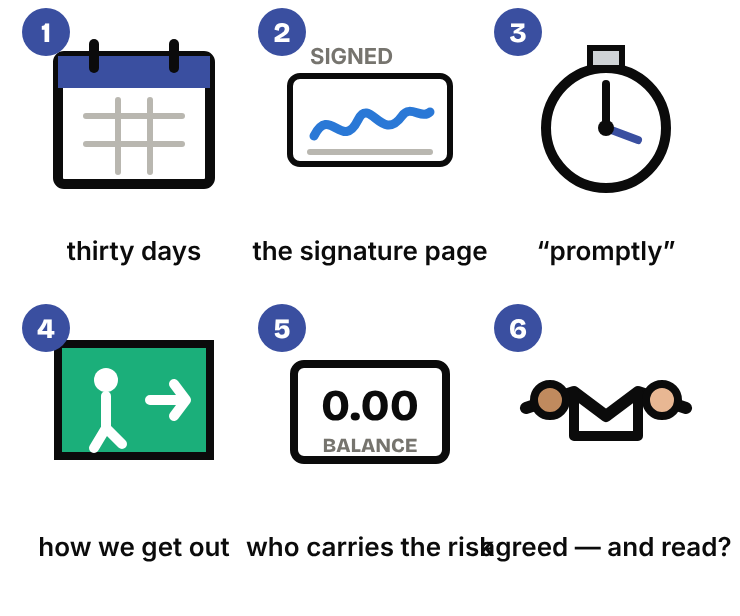 1
2
3
SIGNED
thirty days
the signature page
“promptly”
4
5
6
0.00
BALANCE
how we get out
who carries the risk
agreed — and read?